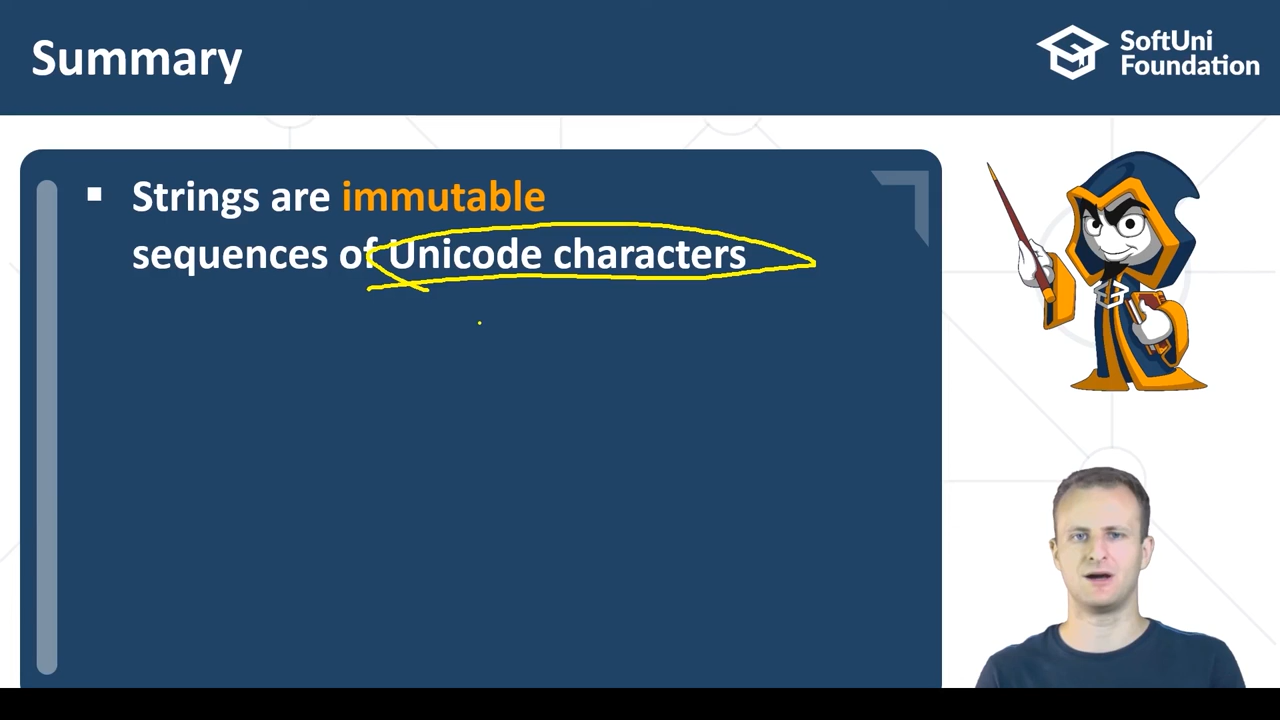 Summary
SoftUni
Foundation
▪ Strings are immutable
sequences of Unicode characters